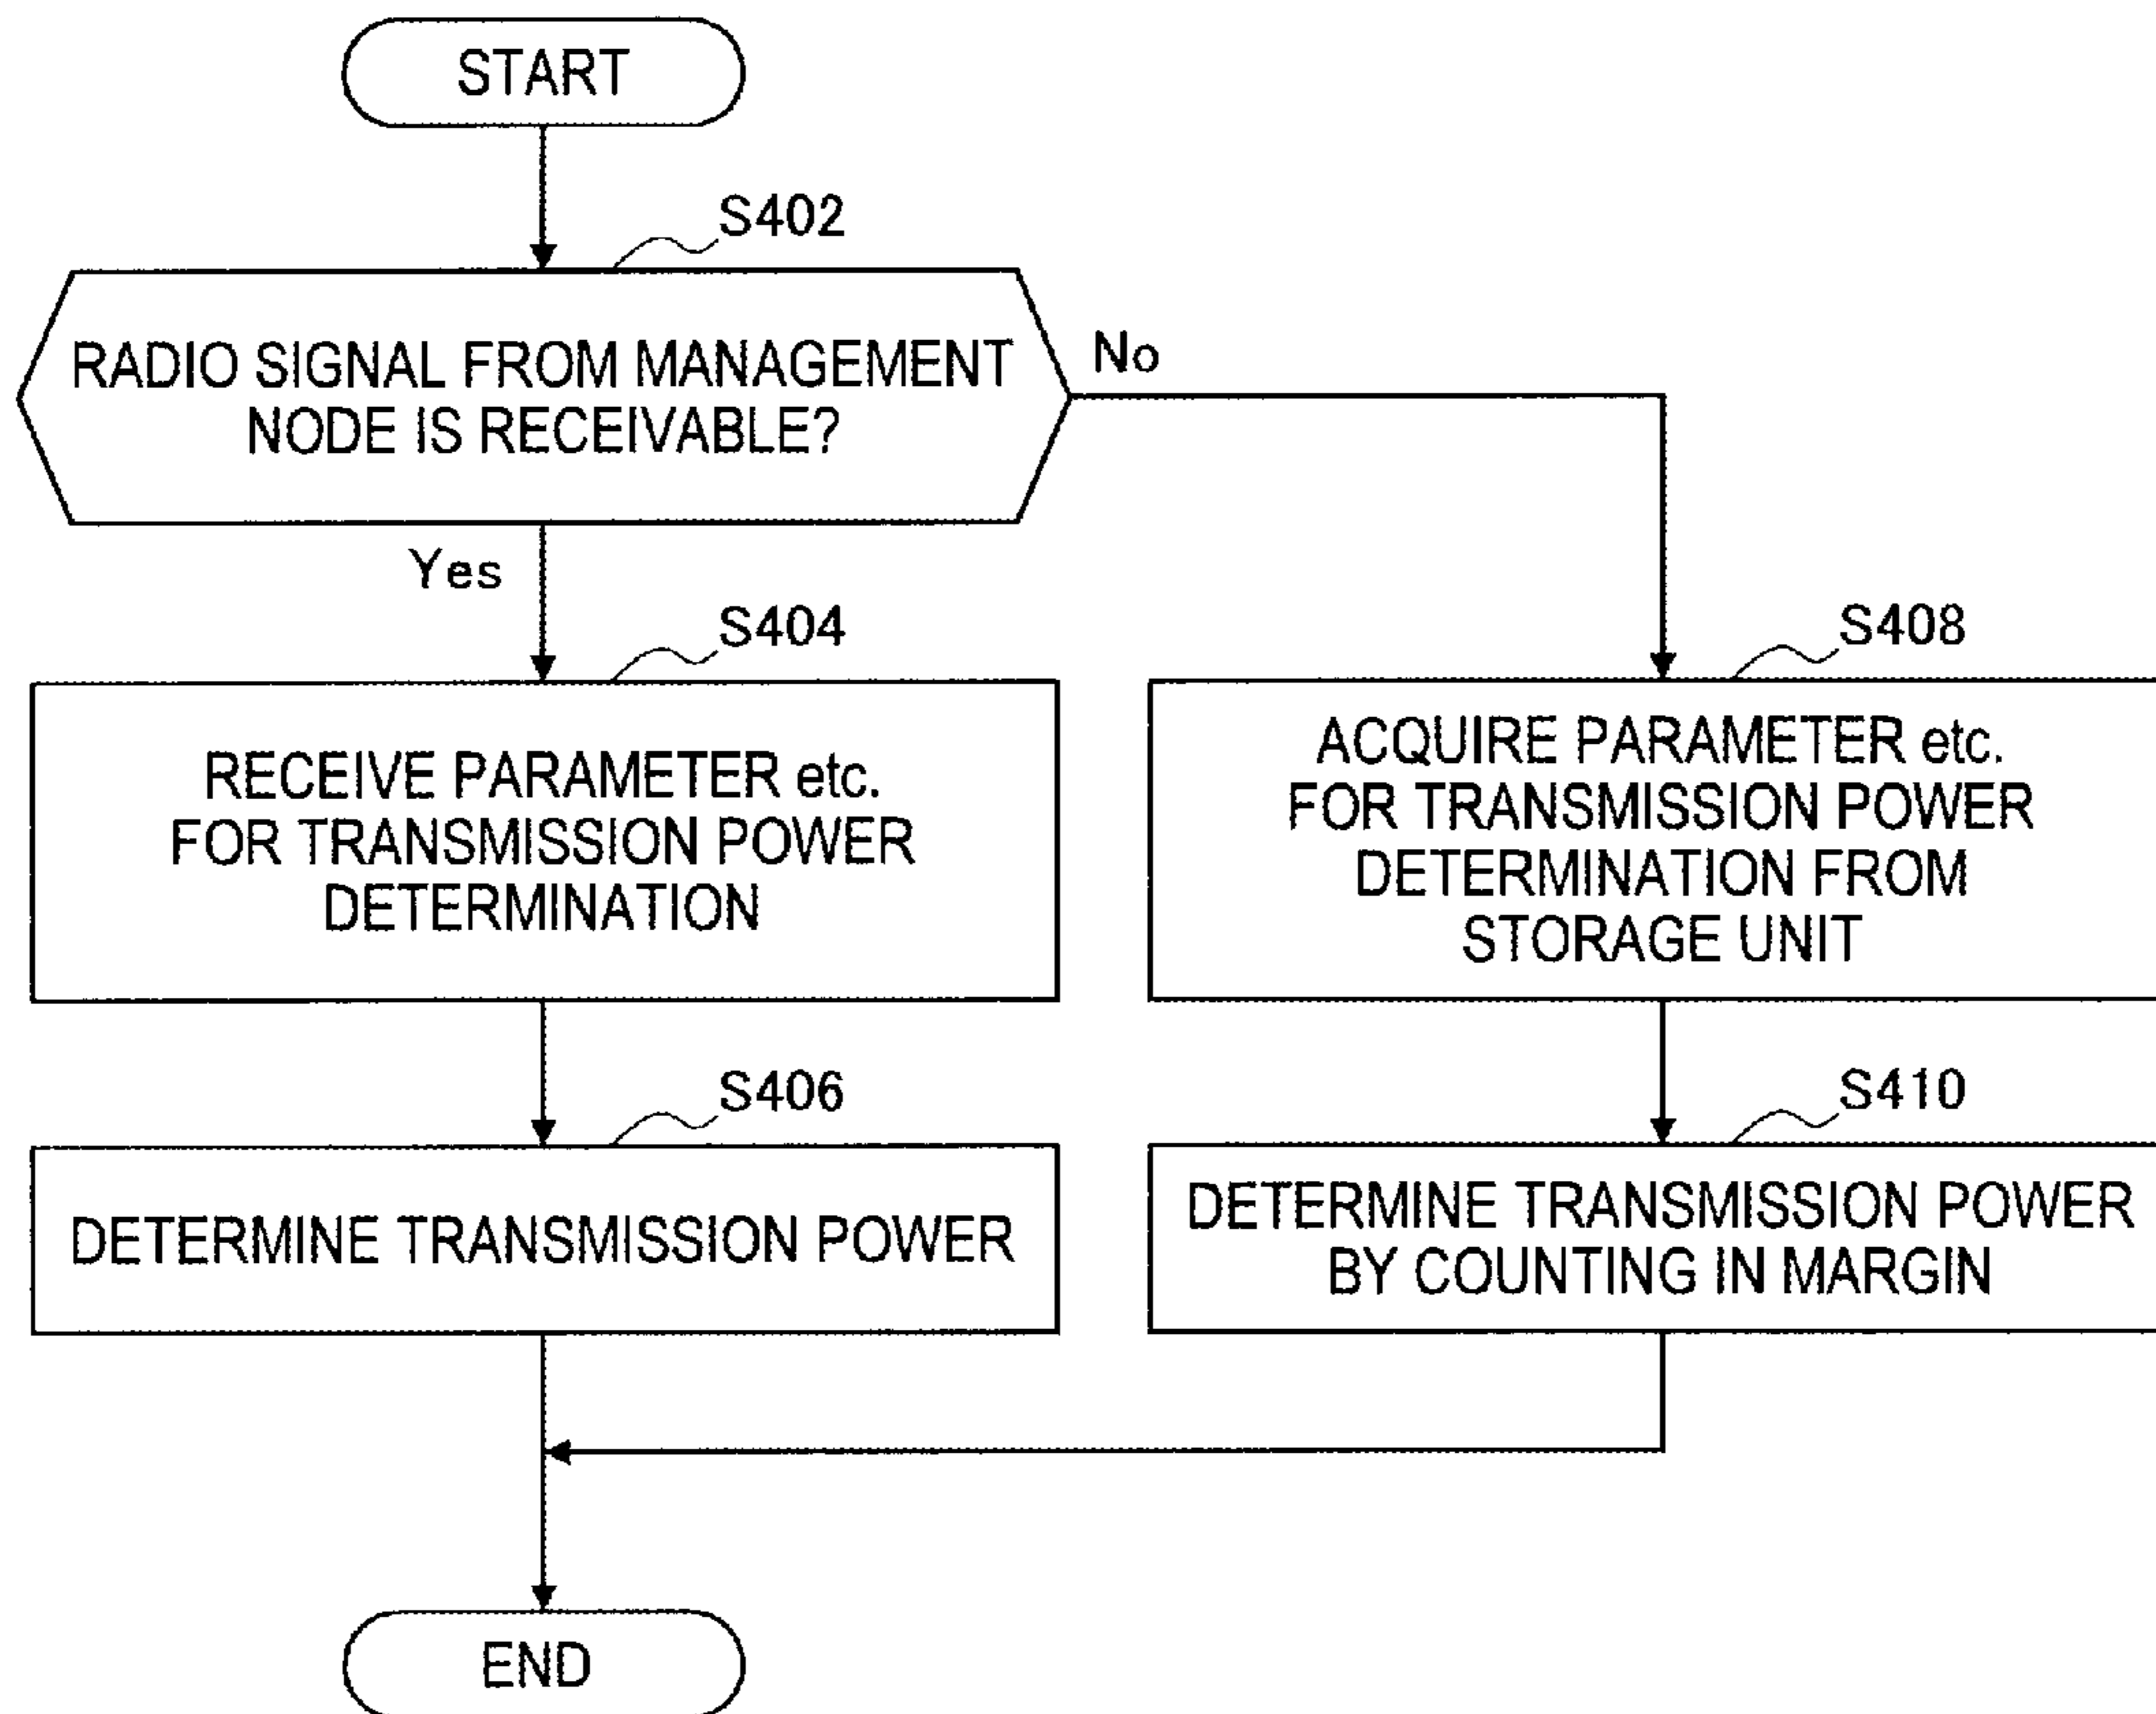 START
S402
RADIO SIGNAL FROM MANAGEMENT
NODE IS RECEIVABLE?
No
Yes
S404
RECEIVE PARAMETER etc.
FOR TRANSMISSION POWER
DETERMINATION
S408
ACQUIRE PARAMETER etc.
FOR TRANSMISSION POWER
DETERMINATION FROM
STORAGE UNIT
S406
DETERMINE TRANSMISSION POWER
S410
DETERMINE TRANSMISSION POWER
BY COUNTING IN MARGIN
END